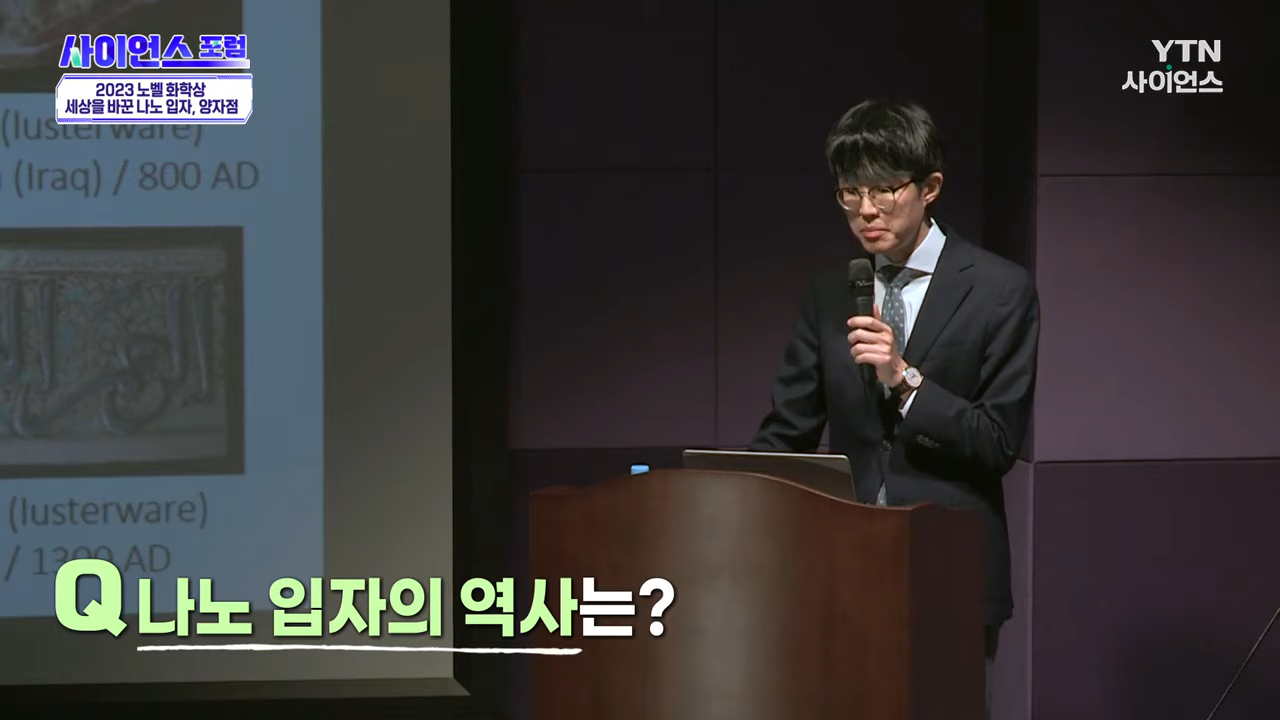 사이언스 포럼
2023 노벨 화학상
세상을 바꾼 나노 입자, 양자점
YTN
사이언스
(lusterware)
(Iraq) / 800 AD
(lusterware)
/ 1300 AD
Q 나노 입자의 역사는?